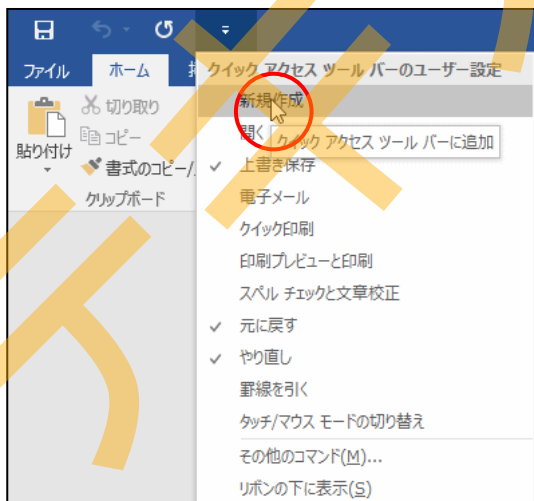 ファイル ホーム
クイック アクセス ツール バーのユーザー設定
新規作成
切り取り
開く
クイック アクセス ツール バーに追加
コピー
貼り付け
書式のコピー/
✓ 上書き保存
クリップボード
電子メール
クイック印刷
印刷プレビューと印刷
スペル チェックと文章校正
✓ 元に戻す
✓ やり直し
罫線を引く
タッチ/マウス モードの切り替え
その他のコマンド(M)...
リボンの下に表示(S)